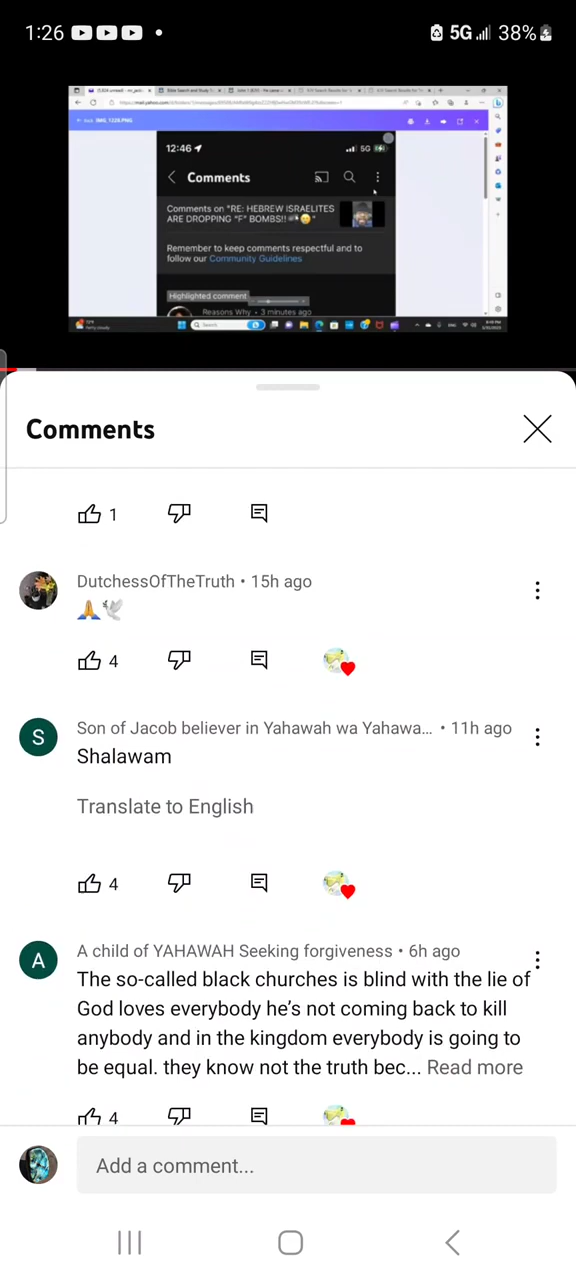 1:26
5G 38%
back IMG_1228.PNG
12:46
5G
Comments
Comments on "RE: HEBREW ISRAELITES
ARE DROPPING "F" BOMBS!! "
Remember to keep comments respectful and to
follow our Community Guidelines
Highlighted comment
Reasons Why • 3 minutes ago
Search
Comments
1
DutchessOfTheTruth • 15h ago
🙏🕊
4
Son of Jacob believer in Yahawah wa Yahawa... • 11h ago
Shalawam
Translate to English
4
A child of YAHAWAH Seeking forgiveness • 6h ago
The so-called black churches is blind with the lie of
God loves everybody he’s not coming back to kill
anybody and in the kingdom everybody is going to
be equal. they know not the truth bec... Read more
4
Add a comment...